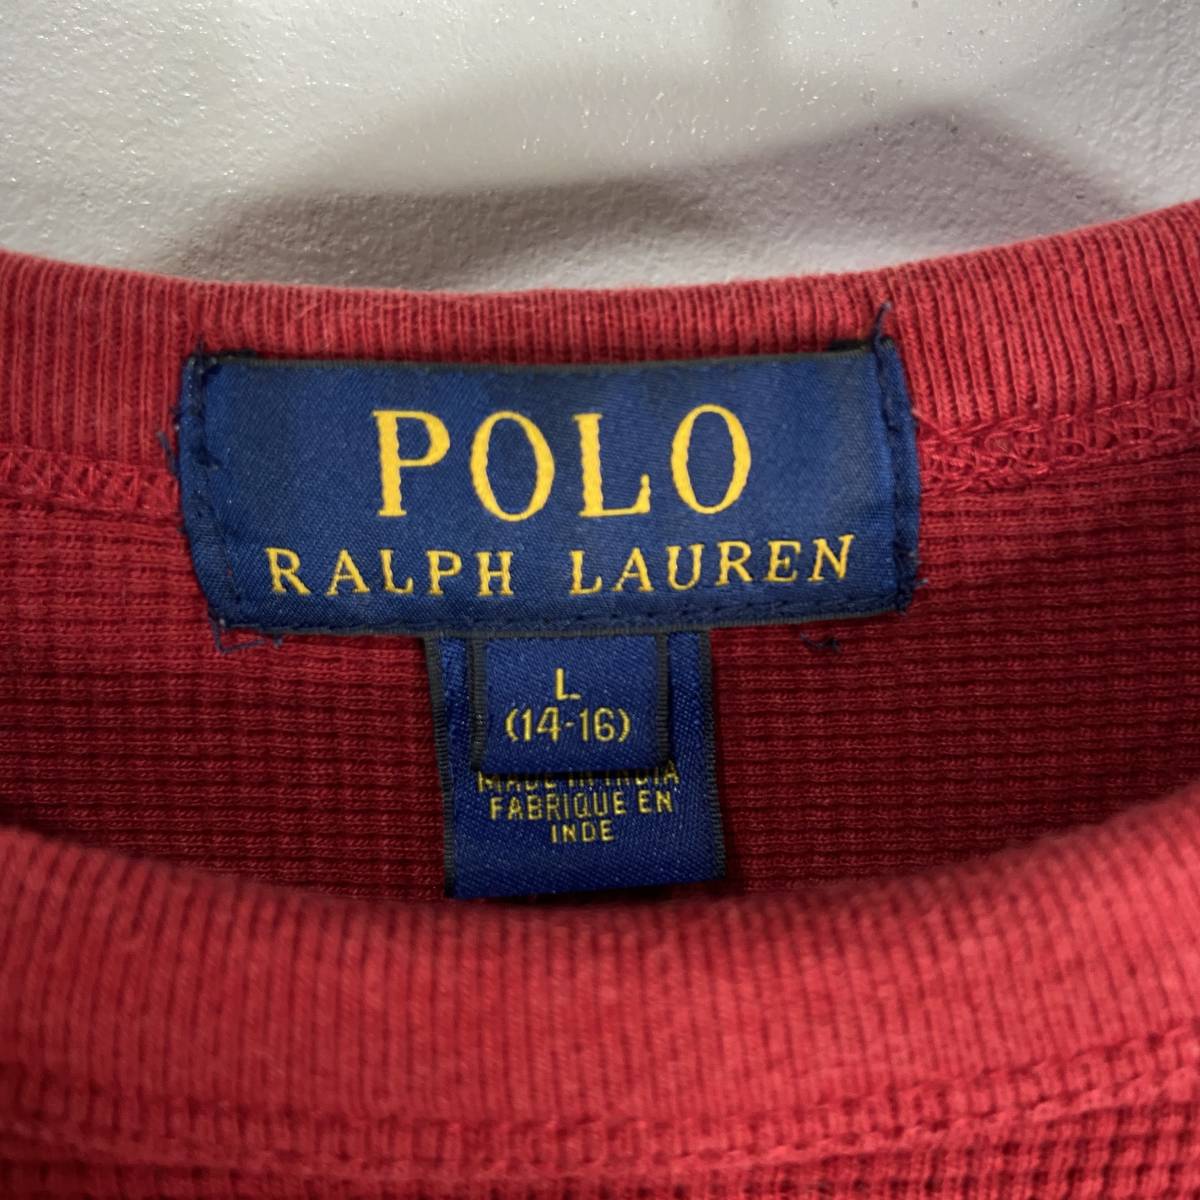 POLO
RALPH LAUREN
L
(14-16)
MADE IN INDIA
FABRIQUE EN
INDE